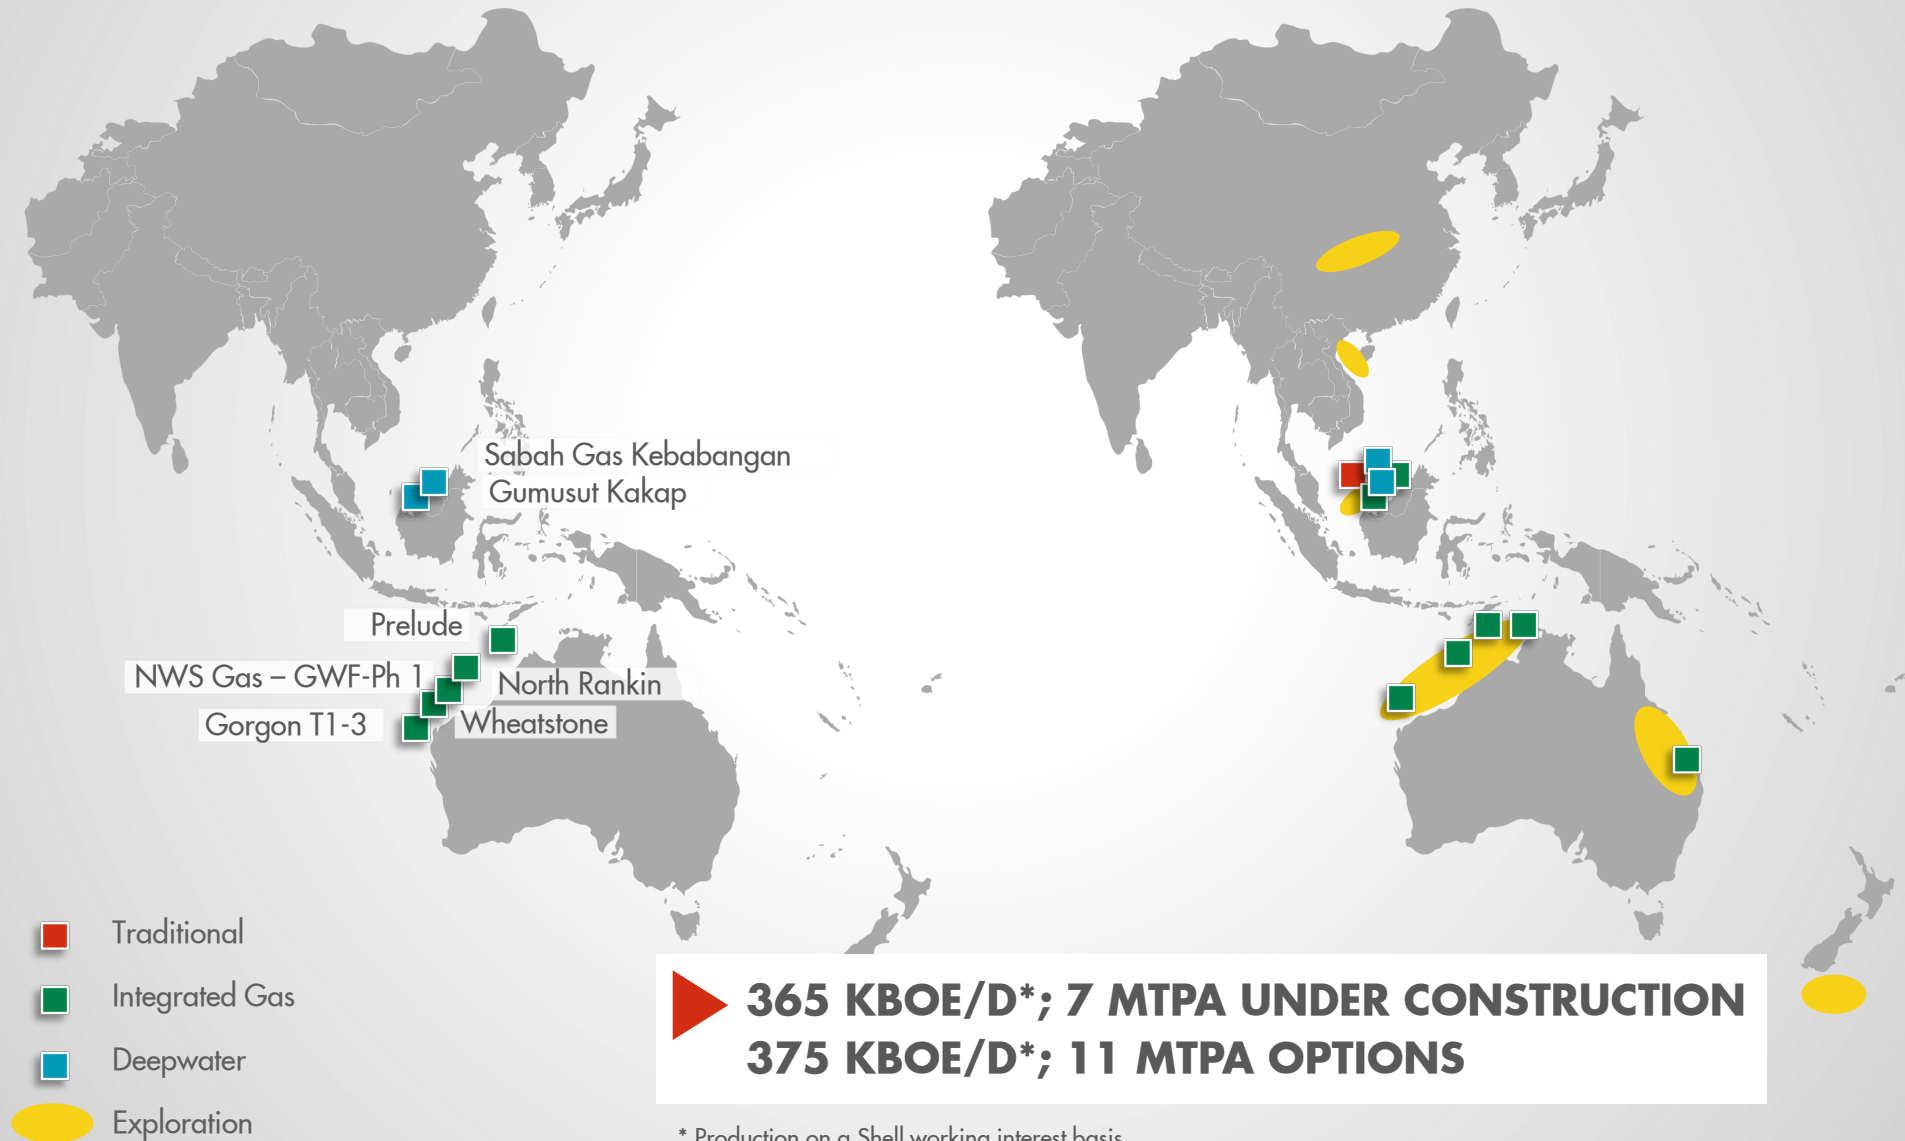 Sabah Gas Kebabangan
Gumusut Kakap
Prelude
NWS Gas – GWF-Ph 1
North Rankin
Gorgon T1-3
Wheatstone
Traditional
Integrated Gas
Deepwater
Exploration
365 KBOE/D*; 7 MTPA UNDER CONSTRUCTION
375 KBOE/D*; 11 MTPA OPTIONS
* Production on a Shell working interest basis